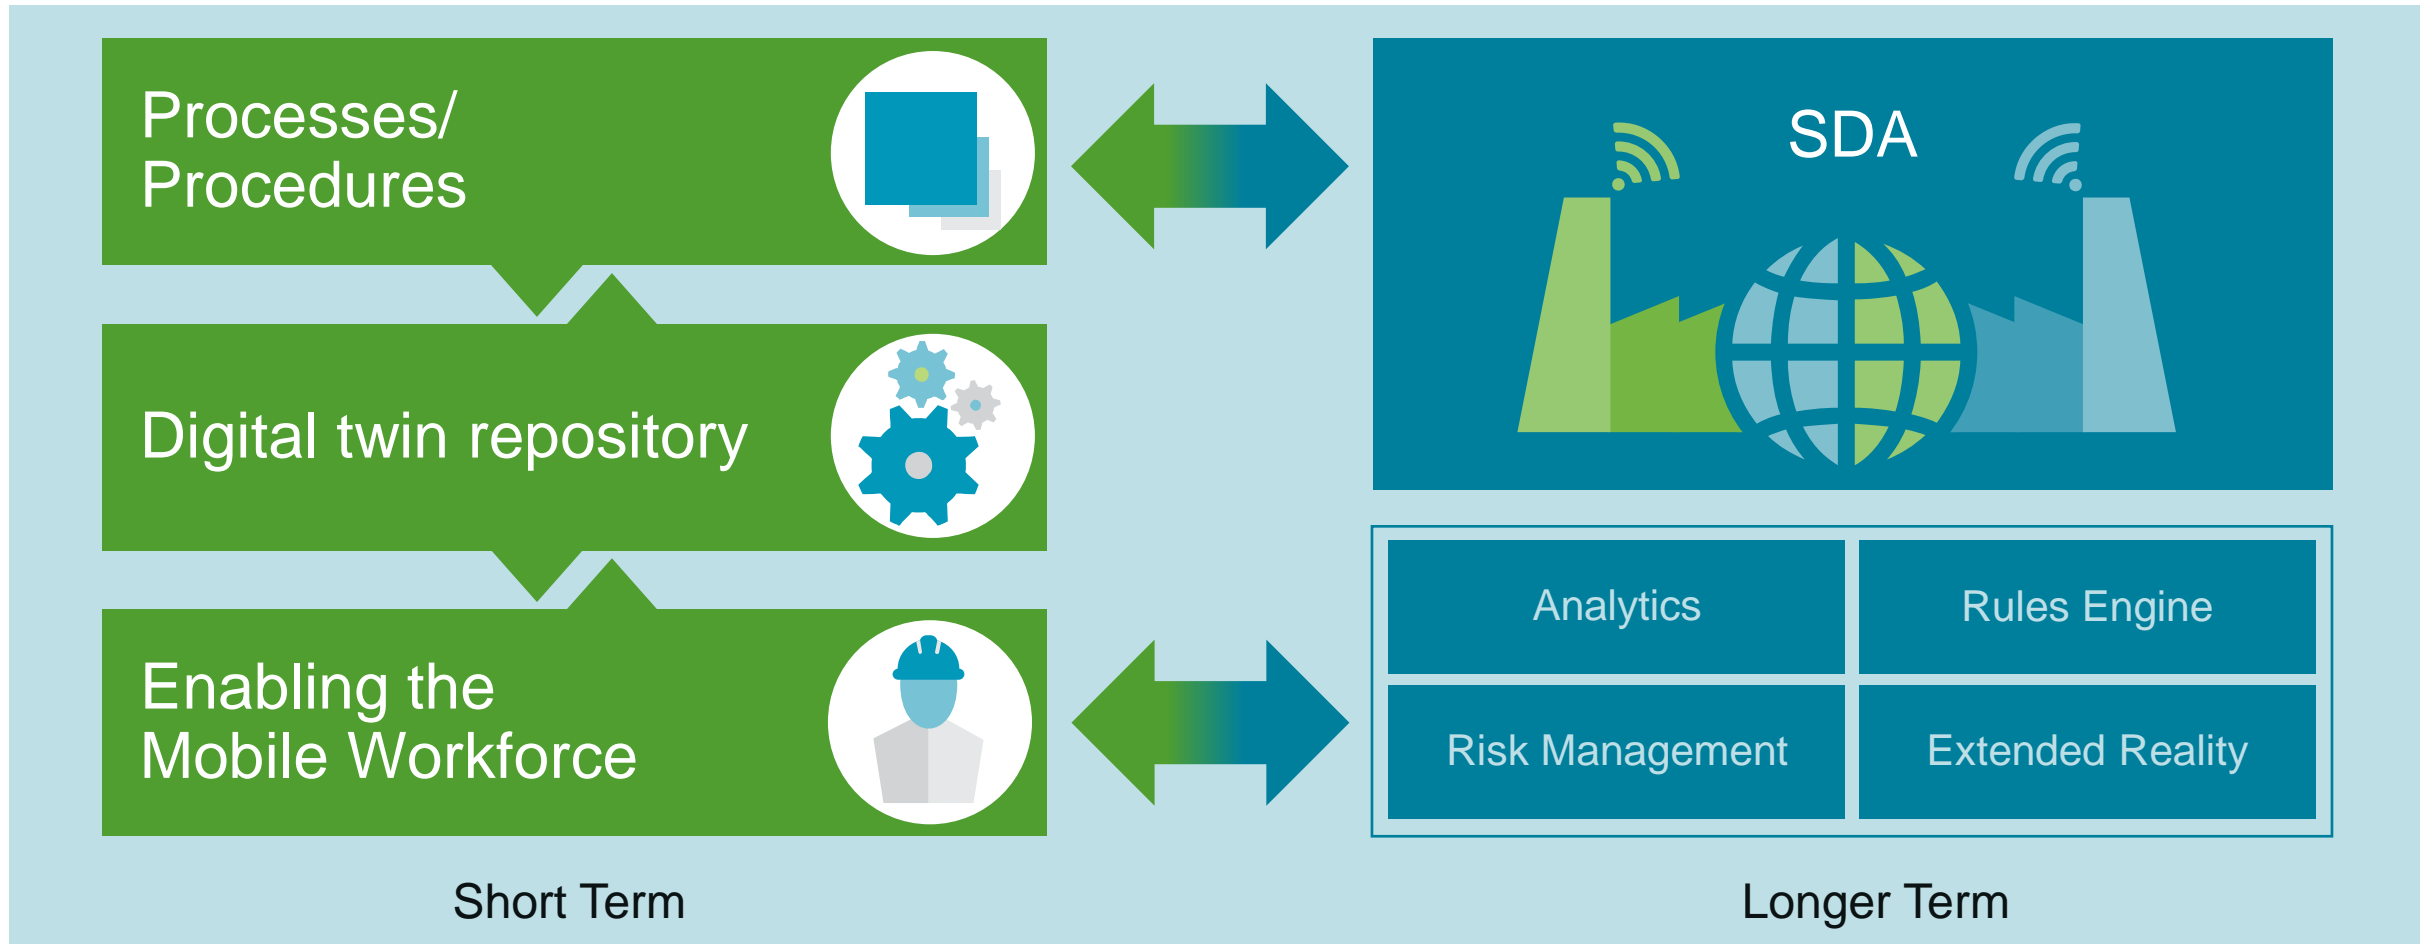 Processes/
Procedures
Digital twin repository
Enabling the
Mobile Workforce
Short Term
SDA
Analytics
Rules Engine
Risk Management
Extended Reality
Longer Term